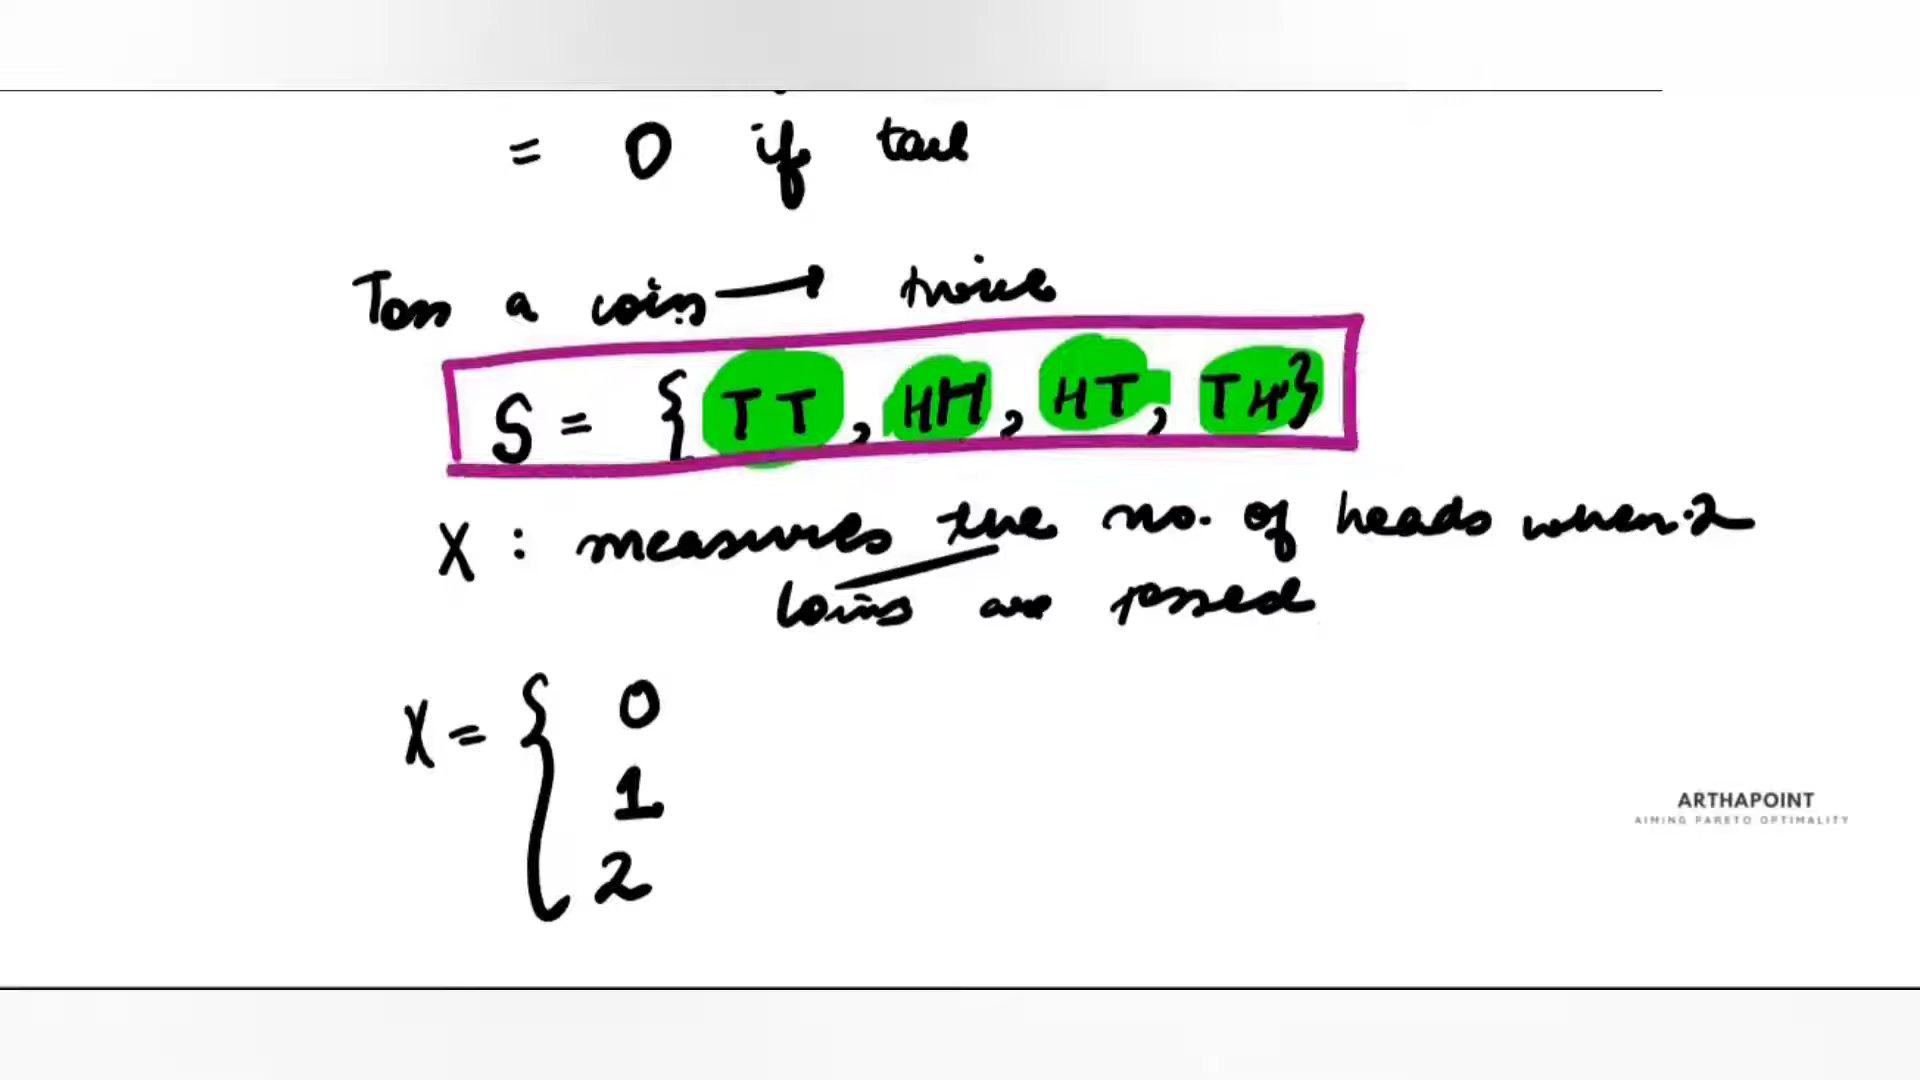 = 0 if tail
Toss a coin → twice
S = { TT, HH, HT, TH}
X : measures the no. of heads when 2
coins are tossed
X = { 0
1
2
ARTHAPOINT
AIMING PARETO OPTIMALITY